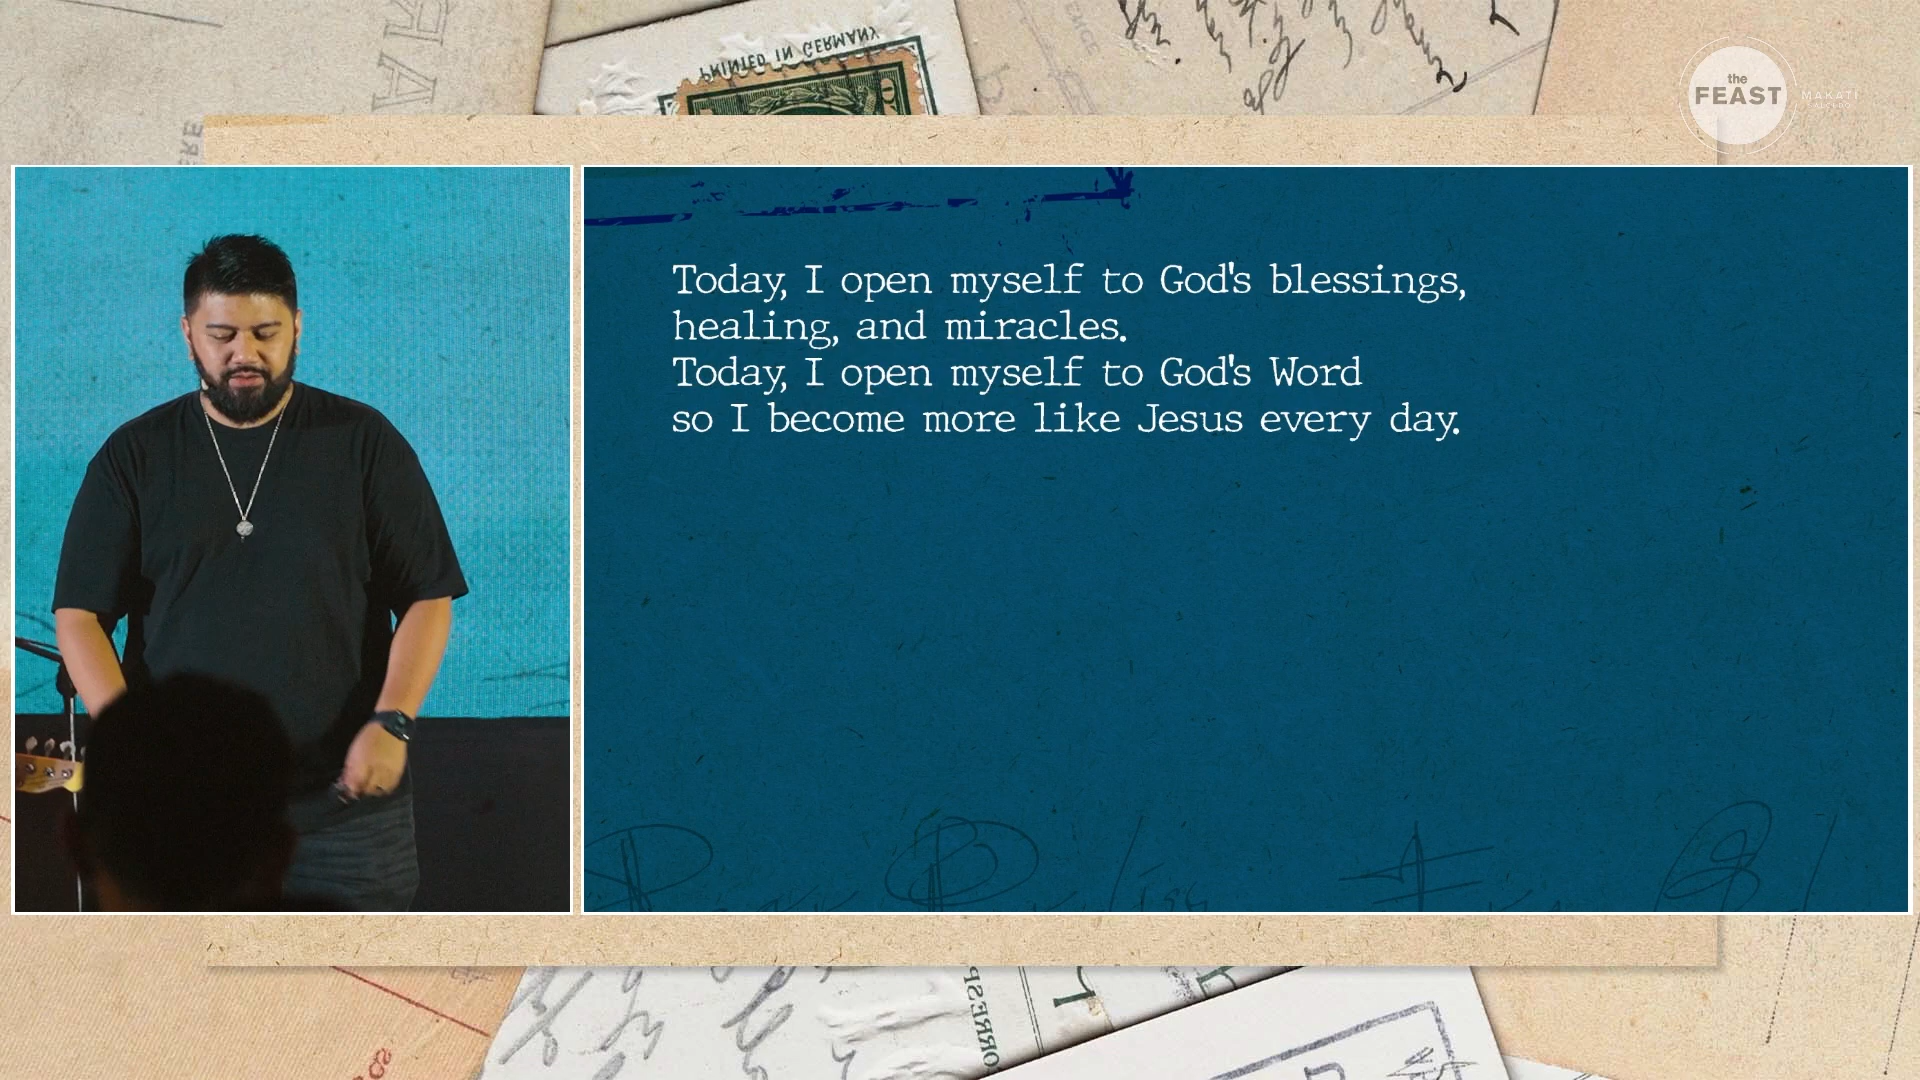 PRINTED IN GERMANY
the
FEAST
MAKATI
Today, I open myself to God's blessings,
healing, and miracles.
Today, I open myself to God's Word
so I become more like Jesus every day.